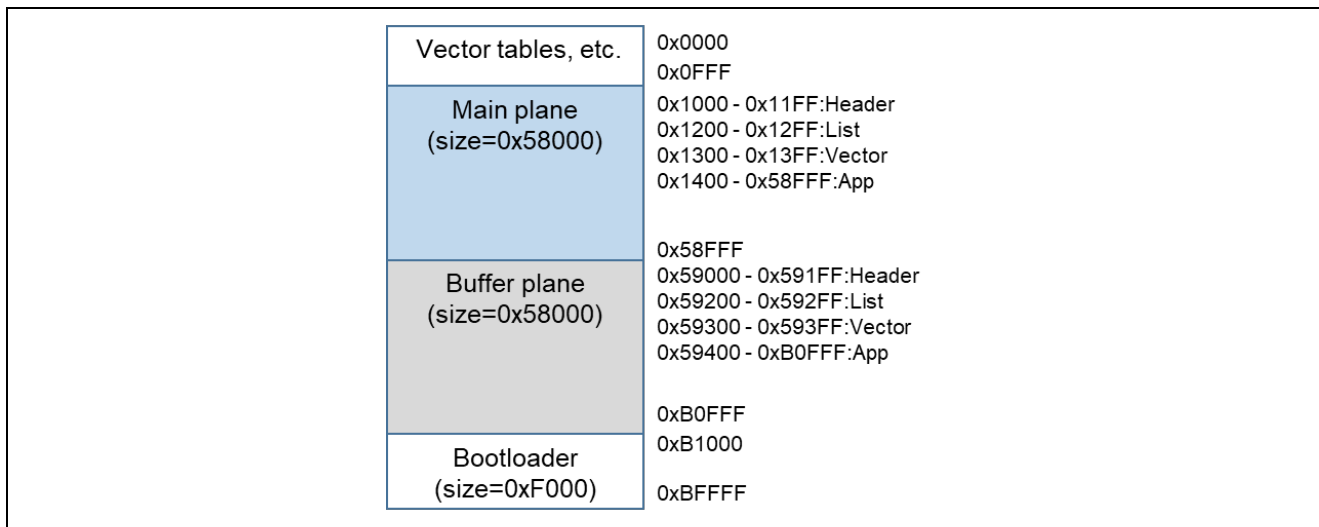 Vector tables, etc.
0x0000
0x0FFF
Main plane
(size=0x58000)
0x1000 - 0x11FF:Header
0x1200 - 0x12FF:List
0x1300 - 0x13FF:Vector
0x1400 - 0x58FFF:App
0x58FFF
Buffer plane
(size=0x58000)
0x59000 - 0x591FF:Header
0x59200 - 0x592FF:List
0x59300 - 0x593FF:Vector
0x59400 - 0xB0FFF:App
0xB0FFF
0xB1000
Bootloader
(size=0xF000)
0xBFFFF